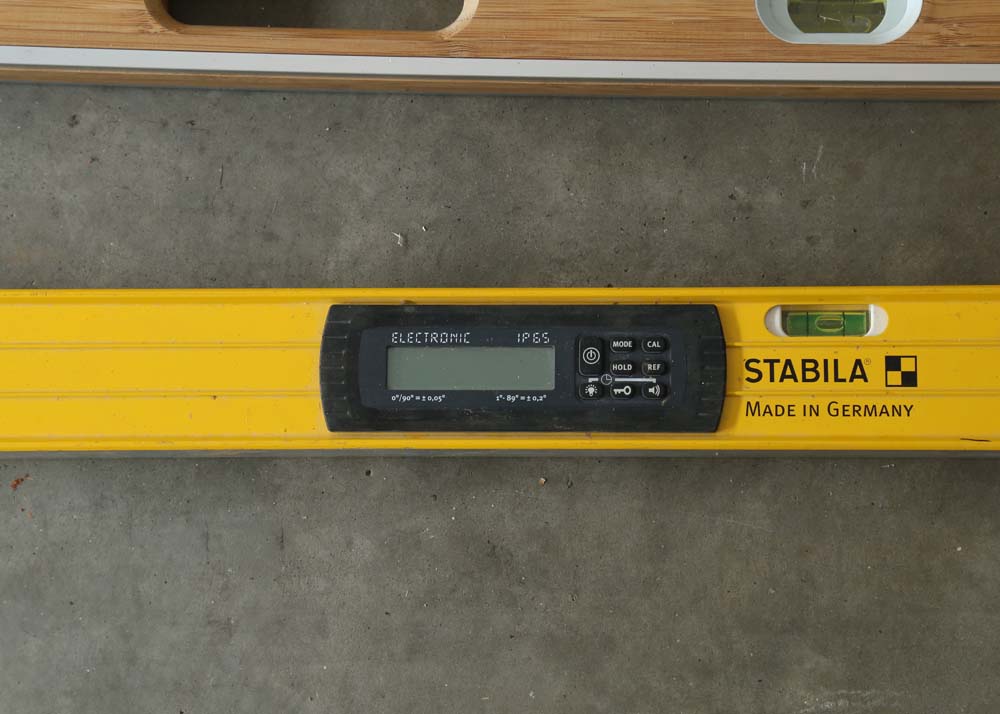 ELECTRONIC IP65
0°/90° = ± 0,05° 1°- 89° = ± 0,2°
MODE CAL
HOLD REF
STABILA®
MADE IN GERMANY